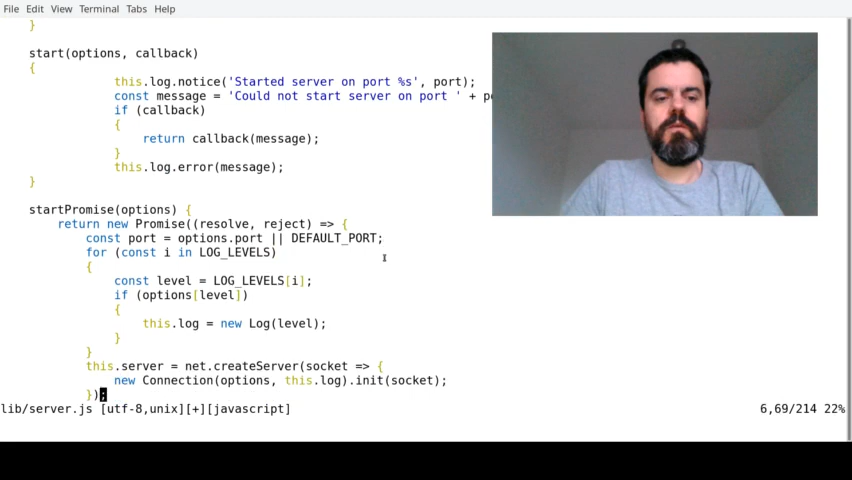 File Edit View Terminal Tabs Help
}
start(options, callback)
{
this.log.notice('Started server on port %s', port);
const message = 'Could not start server on port ' +
if (callback)
{
return callback(message);
}
this.log.error(message);
}
startPromise(options) {
return new Promise((resolve, reject) => {
const port = options.port || DEFAULT_PORT;
for (const i in LOG_LEVELS)
{
const level = LOG_LEVELS[i];
if (options[level])
{
this.log = new Log(level);
}
}
this.server = net.createServer(socket => {
new Connection(options, this.log).init(socket);
});
lib/server.js [utf-8,unix][+][javascript] 6,69/214 22%